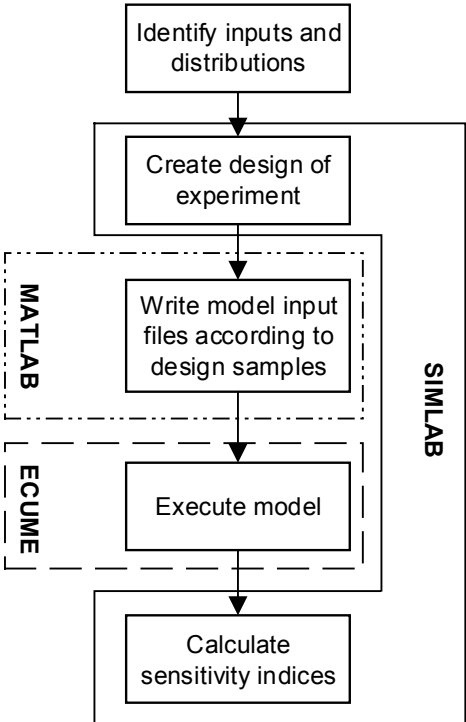 Identify inputs and
distributions
Create design of
experiment
MATLAB
Write model input
files according to
design samples
SIMLAB
ECUME
Execute model
Calculate
sensitivity indices